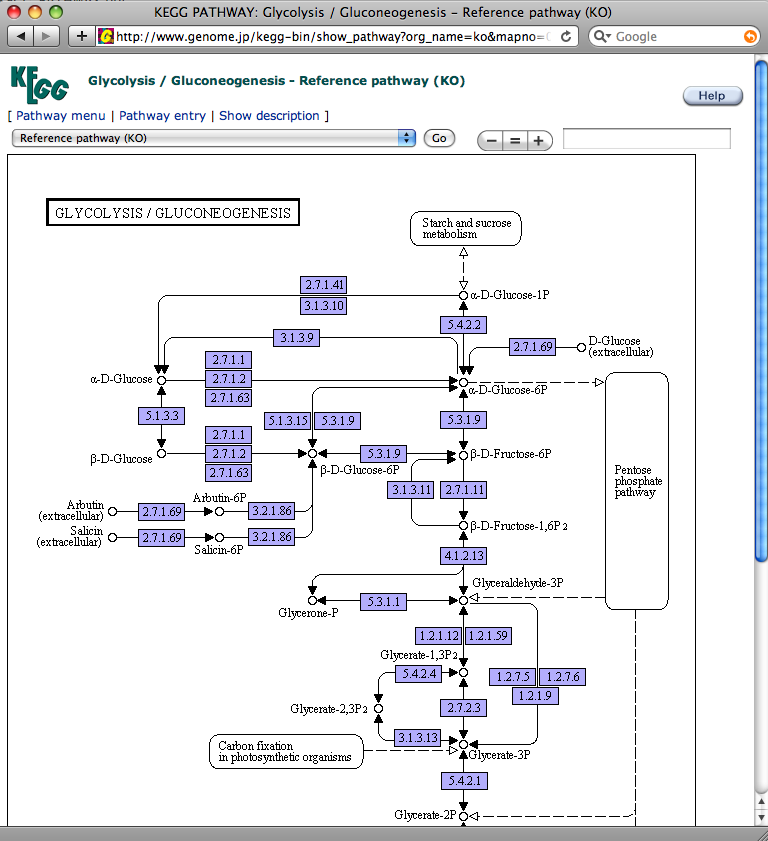 KEGG PATHWAY: Glycolysis / Gluconeogenesis – Reference pathway (KO)
http://www.genome.jp/kegg-bin/show_pathway?org_name=ko&mapno=
Google
KEGG
Glycolysis / Gluconeogenesis - Reference pathway (KO)
Help
[ Pathway menu | Pathway entry | Show description ]
Reference pathway (KO)
Go
− = +
GLYCOLYSIS / GLUCONEOGENESIS
Starch and sucrose
metabolism
2.7.1.41
3.1.3.10
α-D-Glucose-1P
5.4.2.2
3.1.3.9
2.7.1.69
D-Glucose
(extracellular)
2.7.1.1
2.7.1.2
2.7.1.63
α-D-Glucose
α-D-Glucose-6P
5.1.3.3
5.1.3.15
5.3.1.9
5.3.1.9
2.7.1.1
2.7.1.2
2.7.1.63
β-D-Glucose
β-D-Glucose-6P
5.3.1.9
β-D-Fructose-6P
Pentose
phosphate
pathway
3.1.3.11
2.7.1.11
Arbutin
(extracellular)
2.7.1.69
Arbutin-6P
3.2.1.86
β-D-Fructose-1,6P2
Salicin
(extracellular)
2.7.1.69
Salicin-6P
3.2.1.86
4.1.2.13
Glyceraldehyde-3P
5.3.1.1
Glycerone-P
1.2.1.12
1.2.1.59
Glycerate-1,3P2
5.4.2.4
1.2.7.5
1.2.7.6
1.2.1.9
Glycerate-2,3P2
2.7.2.3
3.1.3.13
Carbon fixation
in photosynthetic organisms
Glycerate-3P
5.4.2.1
Glycerate-2P